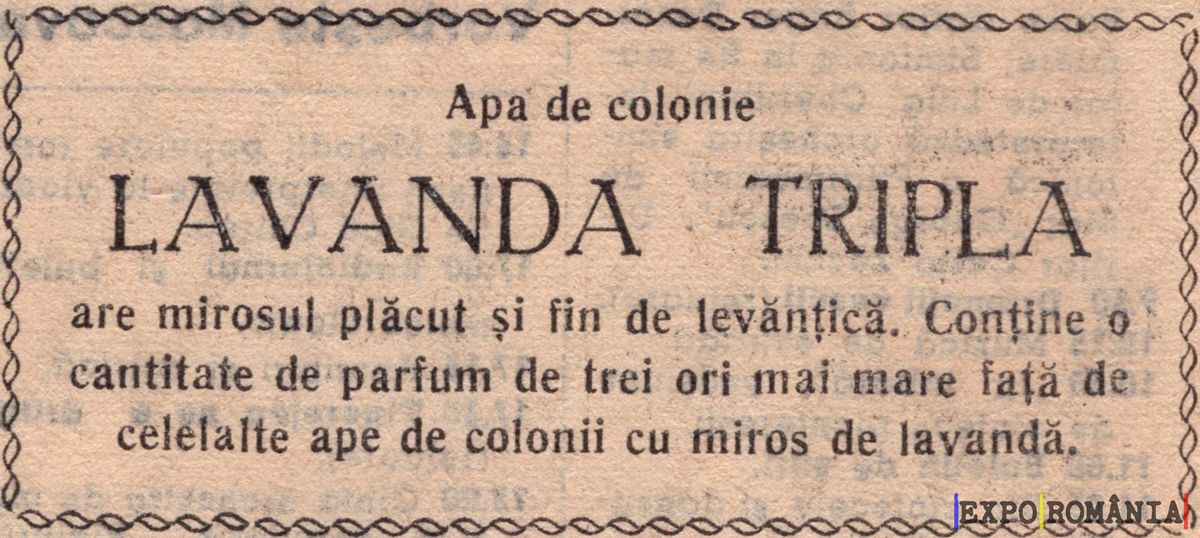 Apa de colonie
LAVANDA TRIPLA
are mirosul plăcut și fin de levănțică. Conține o
cantitate de parfum de trei ori mai mare față de
celelalte ape de colonii cu miros de lavandă.
EXPO ROMÂNIA